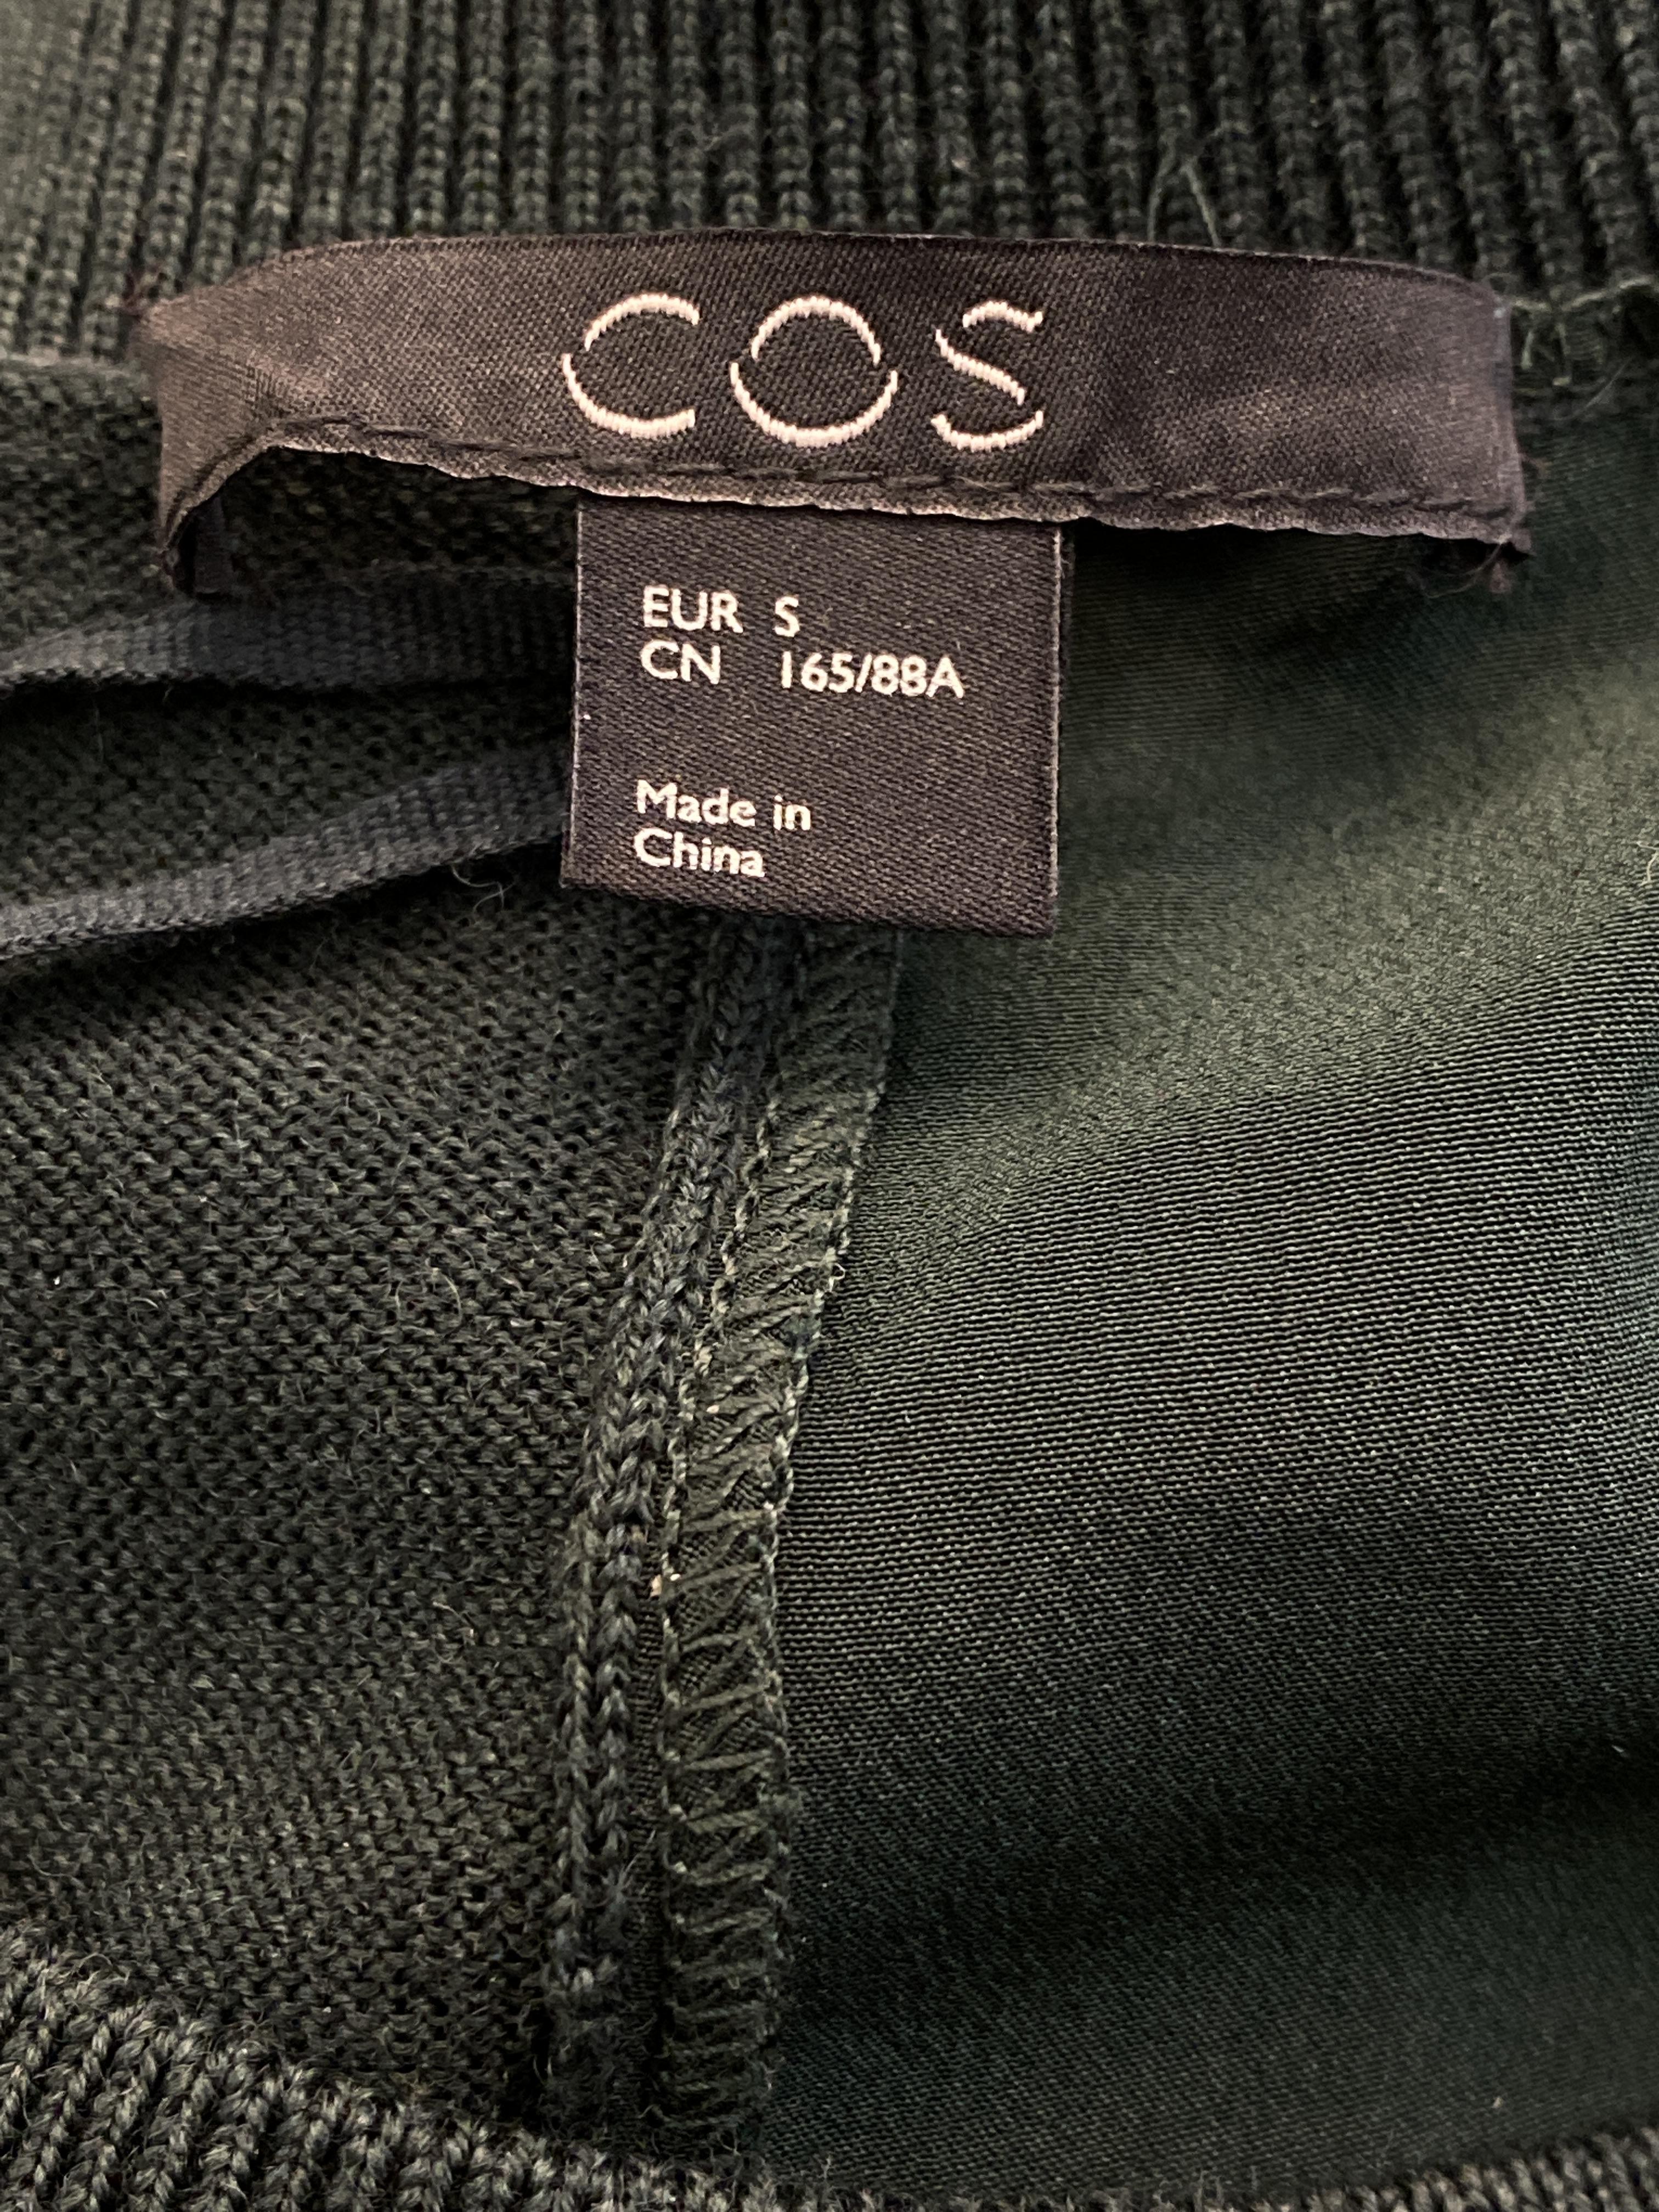 COS
EUR S
CN 165/88A
Made in
China